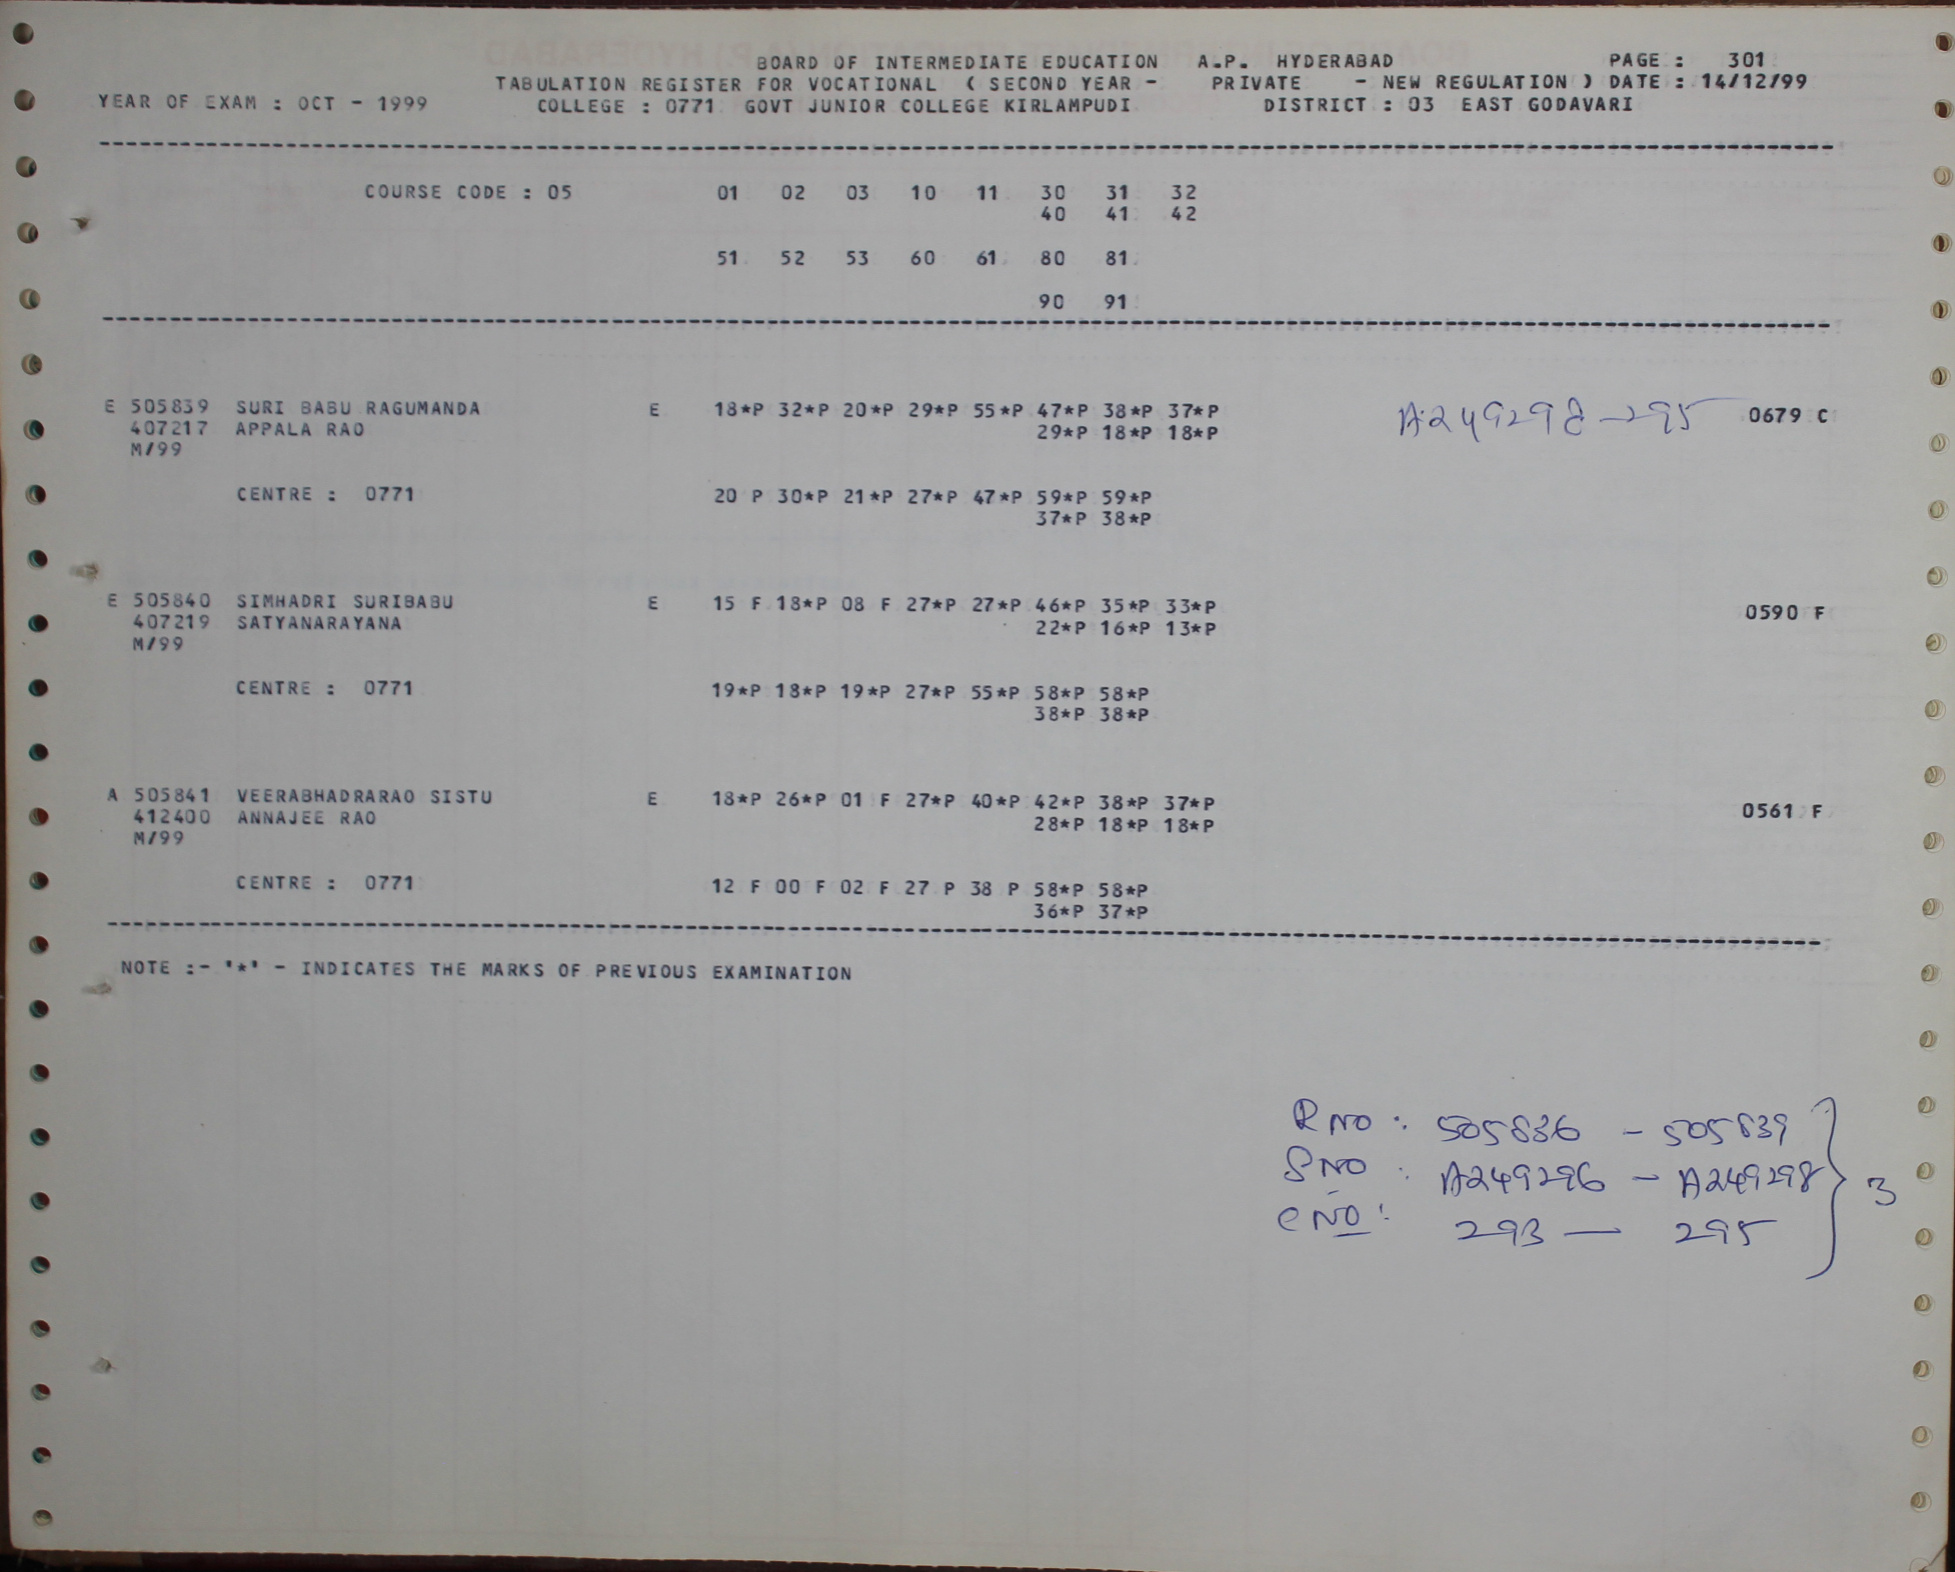 BOARD OF INTERMEDIATE EDUCATION A.P. HYDERABAD PAGE : 301
TABULATION REGISTER FOR VOCATIONAL ( SECOND YEAR - PRIVATE - NEW REGULATION ) DATE : 14/12/99
YEAR OF EXAM : OCT - 1999 COLLEGE : 0771 GOVT JUNIOR COLLEGE KIRLAMPUDI DISTRICT : 03 EAST GODAVARI
COURSE CODE : 05 01 02 03 10 11 30 31 32
40 41 42
51 52 53 60 61 80 81
90 91
E 505839 SURI BABU RAGUMANDA E 18*P 32*P 20*P 29*P 55*P 47*P 38*P 37*P A249298-295 0679 C
407217 APPALA RAO 29*P 18*P 18*P
M/99
CENTRE : 0771 20 P 30*P 21*P 27*P 47*P 59*P 59*P
37*P 38*P
E 505840 SIMHADRI SURIBABU E 15 F 18*P 08 F 27*P 27*P 46*P 35*P 33*P 0590 F
407219 SATYANARAYANA 22*P 16*P 13*P
M/99
CENTRE : 0771 19*P 18*P 19*P 27*P 55*P 58*P 58*P
38*P 38*P
A 505841 VEERABHADRARAO SISTU E 18*P 26*P 01 F 27*P 40*P 42*P 38*P 37*P 0561 F
412400 ANNAJEE RAO 28*P 18*P 18*P
M/99
CENTRE : 0771 12 F 00 F 02 F 27 P 38 P 58*P 58*P
36*P 37*P
NOTE :- '*' - INDICATES THE MARKS OF PREVIOUS EXAMINATION
RNO : 505836 - 505839
SNO : A249296 - A249298 } 3
CNO : 293 - 295